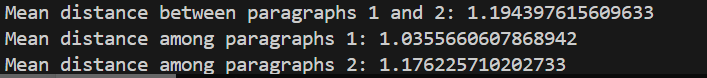 Mean distance between paragraphs 1 and 2: 1.194397615609633
Mean distance among paragraphs 1: 1.0355660607868942
Mean distance among paragraphs 2: 1.176225710202733